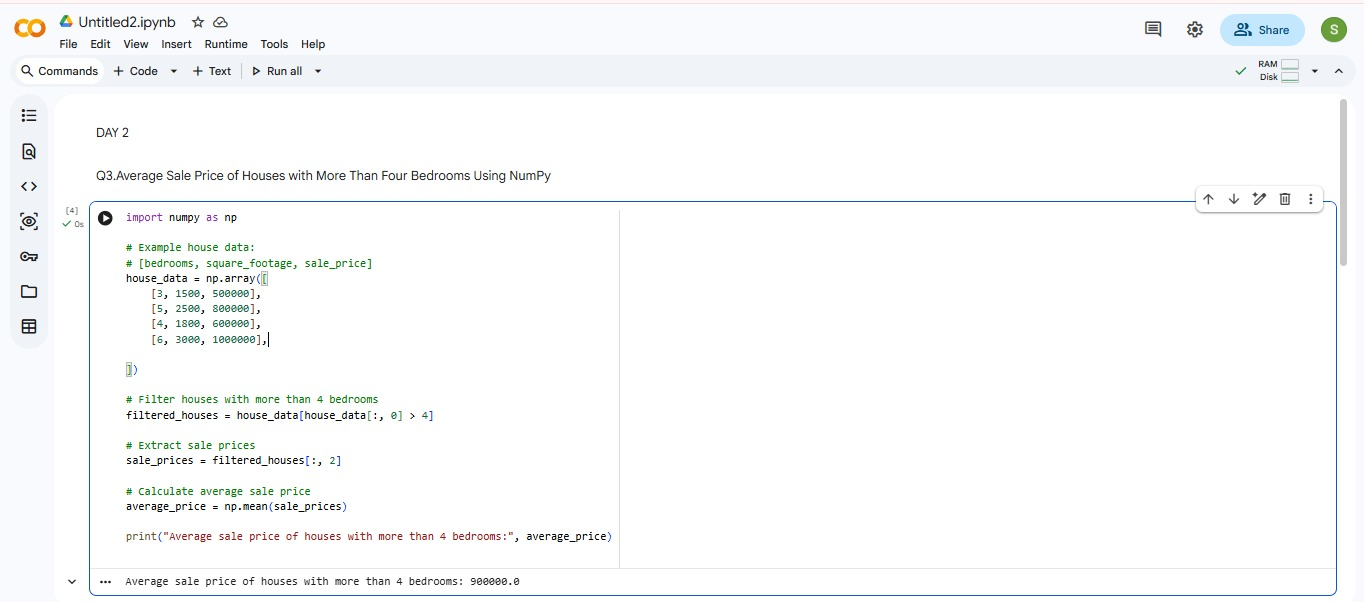 CO Untitled2.ipynb
File Edit View Insert Runtime Tools Help
Share
S
Commands + Code + Text Run all
RAM
Disk
DAY 2
Q3.Average Sale Price of Houses with More Than Four Bedrooms Using NumPy
[4]
0s
import numpy as np
# Example house data:
# [bedrooms, square_footage, sale_price]
house_data = np.array([
    [3, 1500, 500000],
    [5, 2500, 800000],
    [4, 1800, 600000],
    [6, 3000, 1000000],
])
# Filter houses with more than 4 bedrooms
filtered_houses = house_data[house_data[:, 0] > 4]
# Extract sale prices
sale_prices = filtered_houses[:, 2]
# Calculate average sale price
average_price = np.mean(sale_prices)
print("Average sale price of houses with more than 4 bedrooms:", average_price)
Average sale price of houses with more than 4 bedrooms: 900000.0